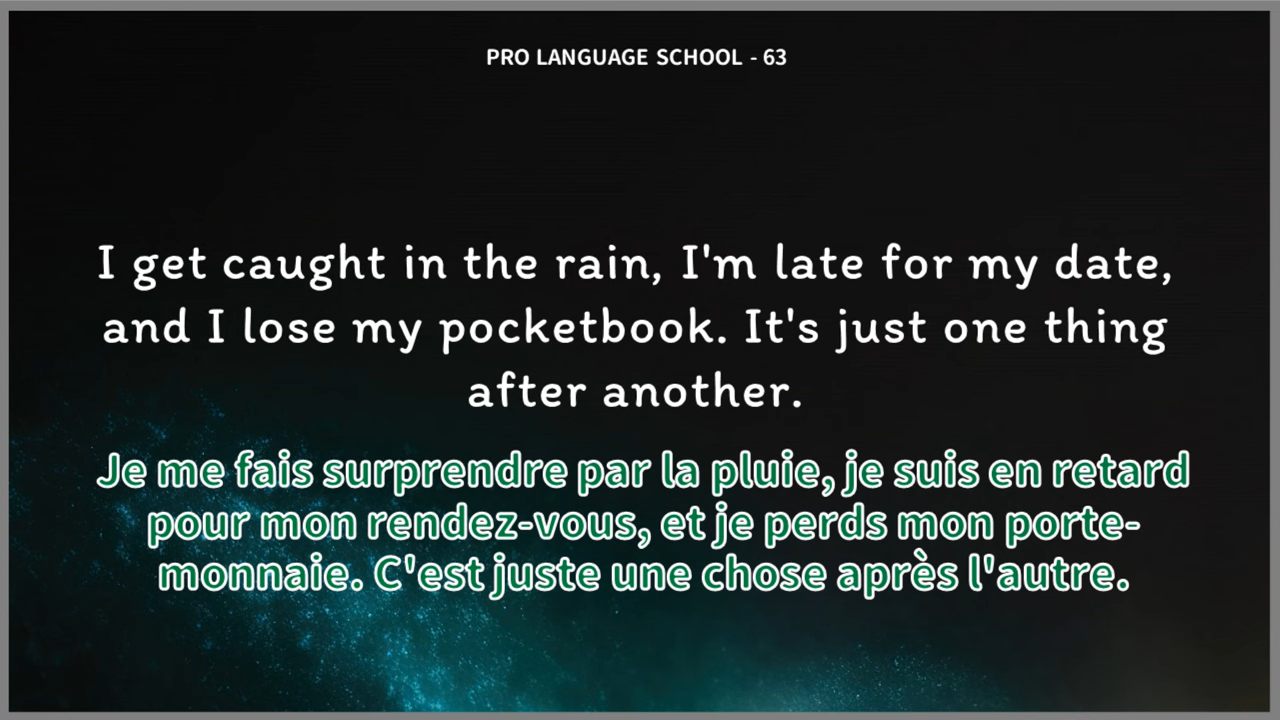 PRO LANGUAGE SCHOOL - 63
I get caught in the rain, I'm late for my date,
and I lose my pocketbook. It's just one thing
after another.
Je me fais surprendre par la pluie, je suis en retard
pour mon rendez-vous, et je perds mon porte-
monnaie. C'est juste une chose après l'autre.